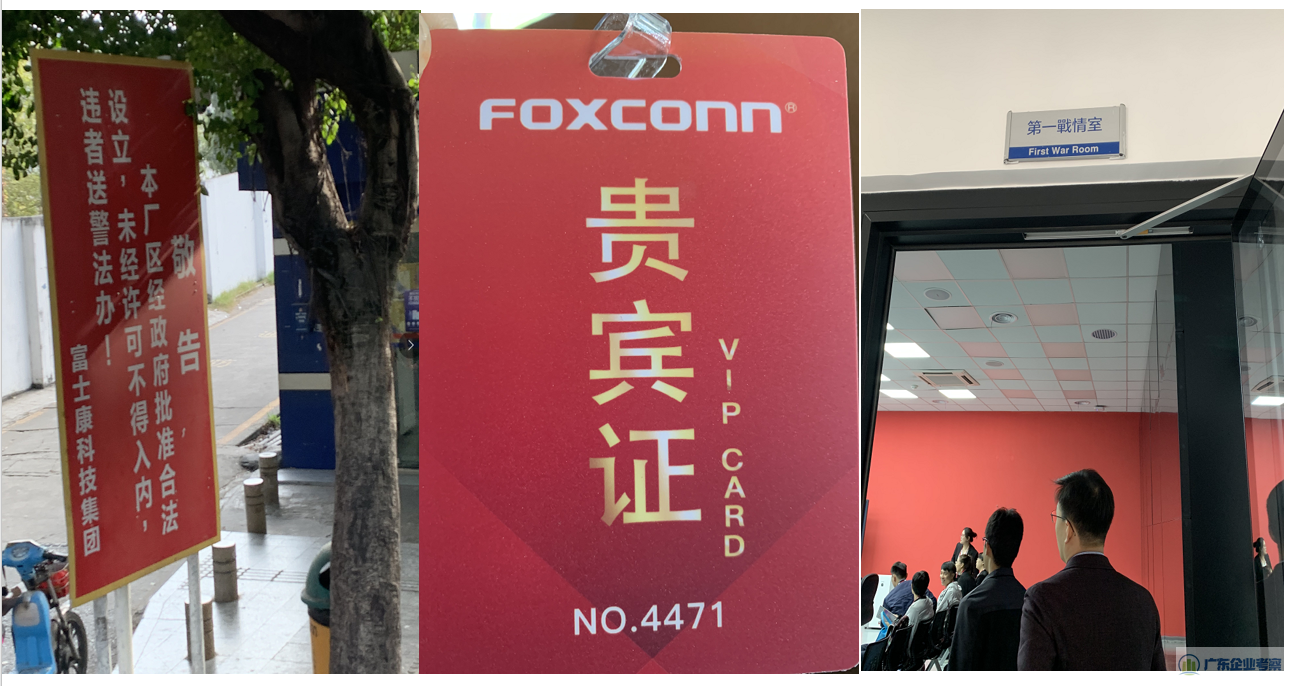 敬告
本厂区经政府批准合法
设立，未经许可不得入内，
违者送警法办！
富士康科技集团
FOXCONN®
贵宾证
VIP CARD
NO.4471
第一戰情室
First War Room
广东企业考察